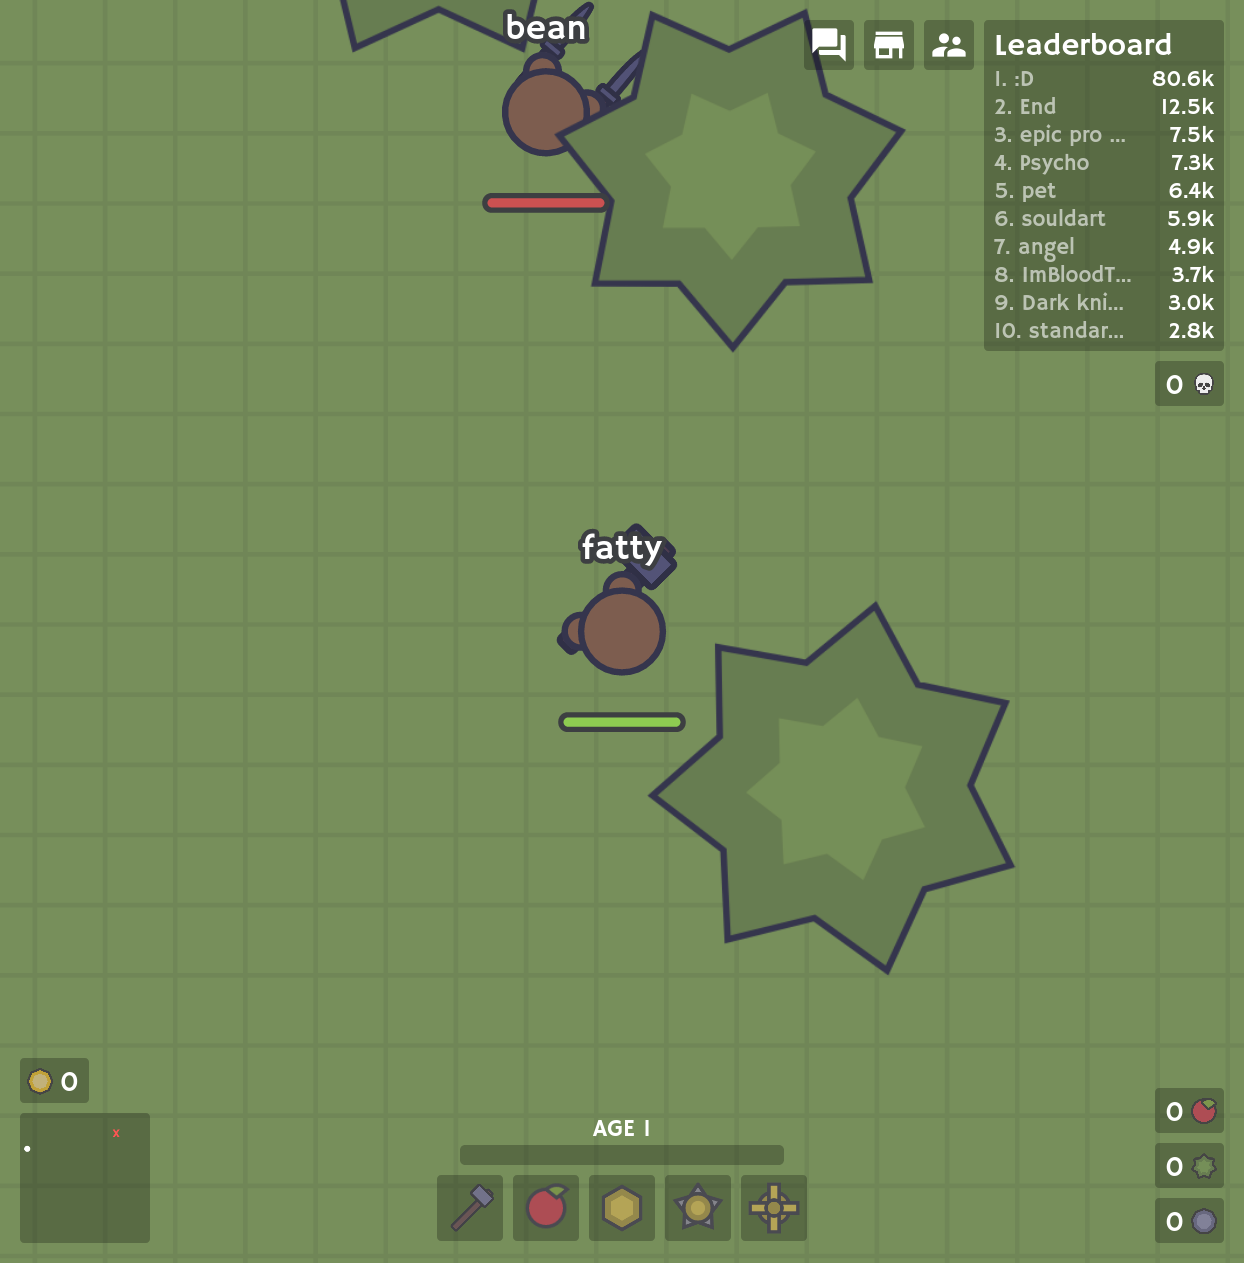 bean
Leaderboard
1. :D 80.6k
2. End 12.5k
3. epic pro ... 7.5k
4. Psycho 7.3k
5. pet 6.4k
6. souldart 5.9k
7. angel 4.9k
8. ImBloodT... 3.7k
9. Dark kni... 3.0k
10. standar... 2.8k
0
fatty
0
x
AGE 1
0
0
0